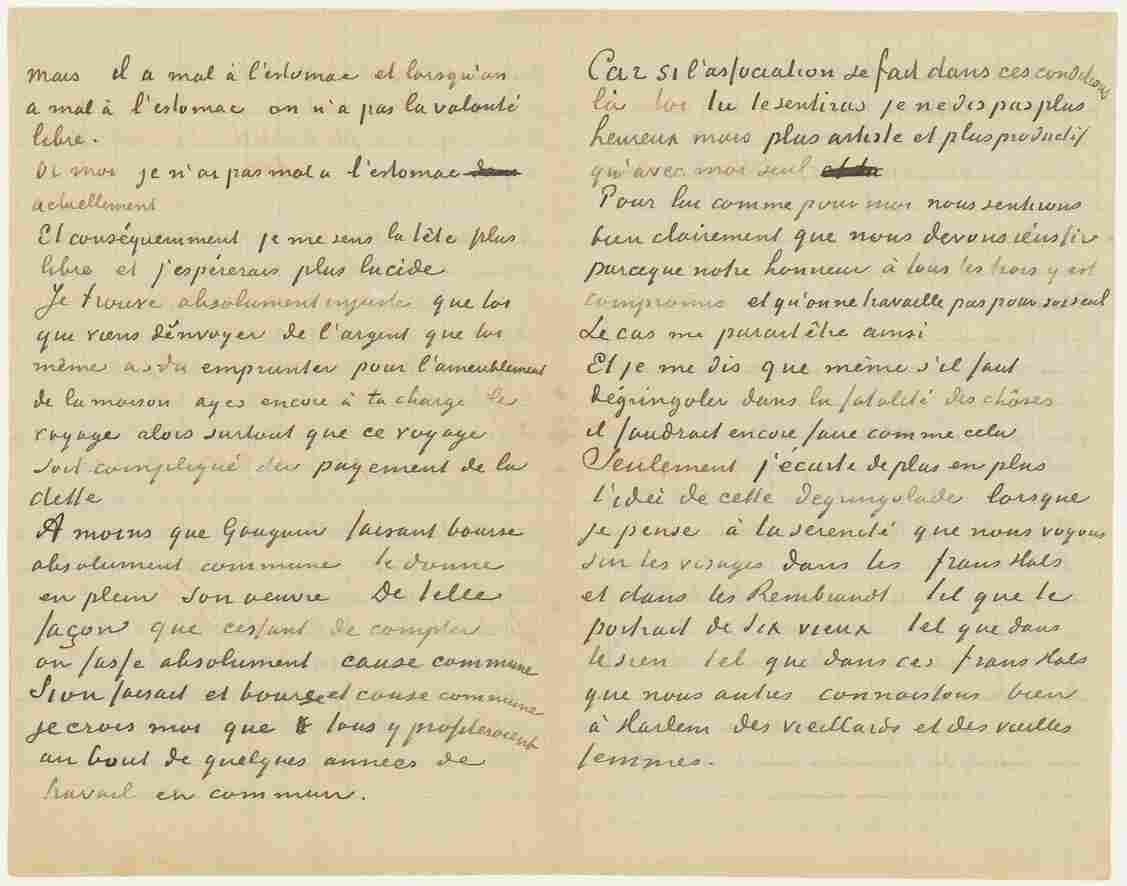 mais il a mal à l'estomac et lorsqu'on
a mal à l'estomac on n'a pas la volonté
libre.
Or moi je n'ai pas mal a l'estomac
actuellement
Et conséquemment je me sens la tête plus
libre et j'espérerais plus lucide
Je trouve absolument injuste que toi
que viens d'envoyer de l'argent que toi
même as du emprunter pour l'ameublement
de la maison ayes encore à ta charge le
voyage alors surtout que ce voyage
soit compliqué du payement de la
dette
A moins que Gauguin faisant bourse
absolument commune te donne
en plein son oeuvre De telle
façon que cessant de compter
on fasse absolument cause commune
Si on faisait et bourse et cause commune
je crois moi que tous y profiteroient
au bout de quelques années de
travail en commun.
Car si l'association se fait dans ces conditions
là toi tu te sentiras je ne dis pas plus
heureux mais plus artiste et plus productif
qu'avec moi seul
Pour lui comme pour moi nous sentirons
bien clairement que nous devons réussir
parceque notre honneur à tous les trois y est
compromis et qu'on ne travaille pas pour soi seul
Le cas me parait être ainsi
Et je me dis que même s'il faut
dégringoler dans la fatalité des chôses
il faudrait encore faire comme cela
Seulement j'écarte de plus en plus
l'idée de cette degringolade lorsque
je pense à la serenité que nous voyons
sur les visages dans les frans Hals
et dans les Rembrandt tel que le
portrait de Six vieux tel que dans
le sien tel que dans ces frans Hals
que nous autres connaissons bien
à Harlem des vieillards et des vieilles
femmes.